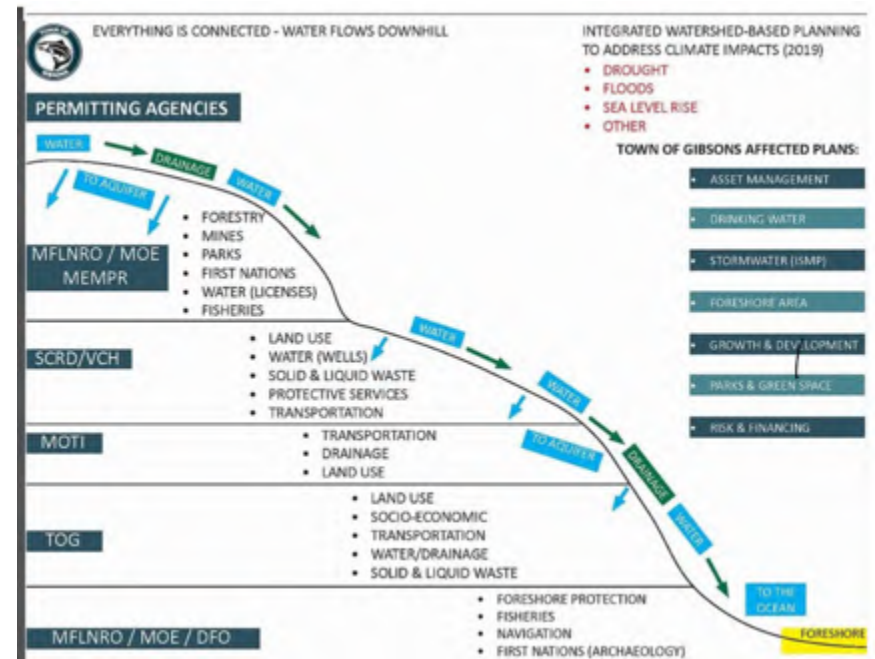 TOWN OF GIBSONS
EVERYTHING IS CONNECTED - WATER FLOWS DOWNHILL
INTEGRATED WATERSHED-BASED PLANNING
TO ADDRESS CLIMATE IMPACTS (2019)
• DROUGHT
• FLOODS
• SEA LEVEL RISE
• OTHER
PERMITTING AGENCIES
TOWN OF GIBSONS AFFECTED PLANS:
• ASSET MANAGEMENT
• DRINKING WATER
• STORMWATER (ISMP)
• FORESHORE AREA
• GROWTH & DEVELOPMENT
• PARKS & GREEN SPACE
• RISK & FINANCING
WATER
DRAINAGE
WATER
TO AQUIFER
MFLNRO / MOE
MEMPR
• FORESTRY
• MINES
• PARKS
• FIRST NATIONS
• WATER (LICENSES)
• FISHERIES
WATER
SCRD/VCH
• LAND USE
• WATER (WELLS)
• SOLID & LIQUID WASTE
• PROTECTIVE SERVICES
• TRANSPORTATION
WATER
MOTI
• TRANSPORTATION
• DRAINAGE
• LAND USE
TO AQUIFER
DRAINAGE
TOG
• LAND USE
• SOCIO-ECONOMIC
• TRANSPORTATION
• WATER/DRAINAGE
• SOLID & LIQUID WASTE
WATER
TO THE
OCEAN
MFLNRO / MOE / DFO
• FORESHORE PROTECTION
• FISHERIES
• NAVIGATION
• FIRST NATIONS (ARCHAEOLOGY)
FORESHORE